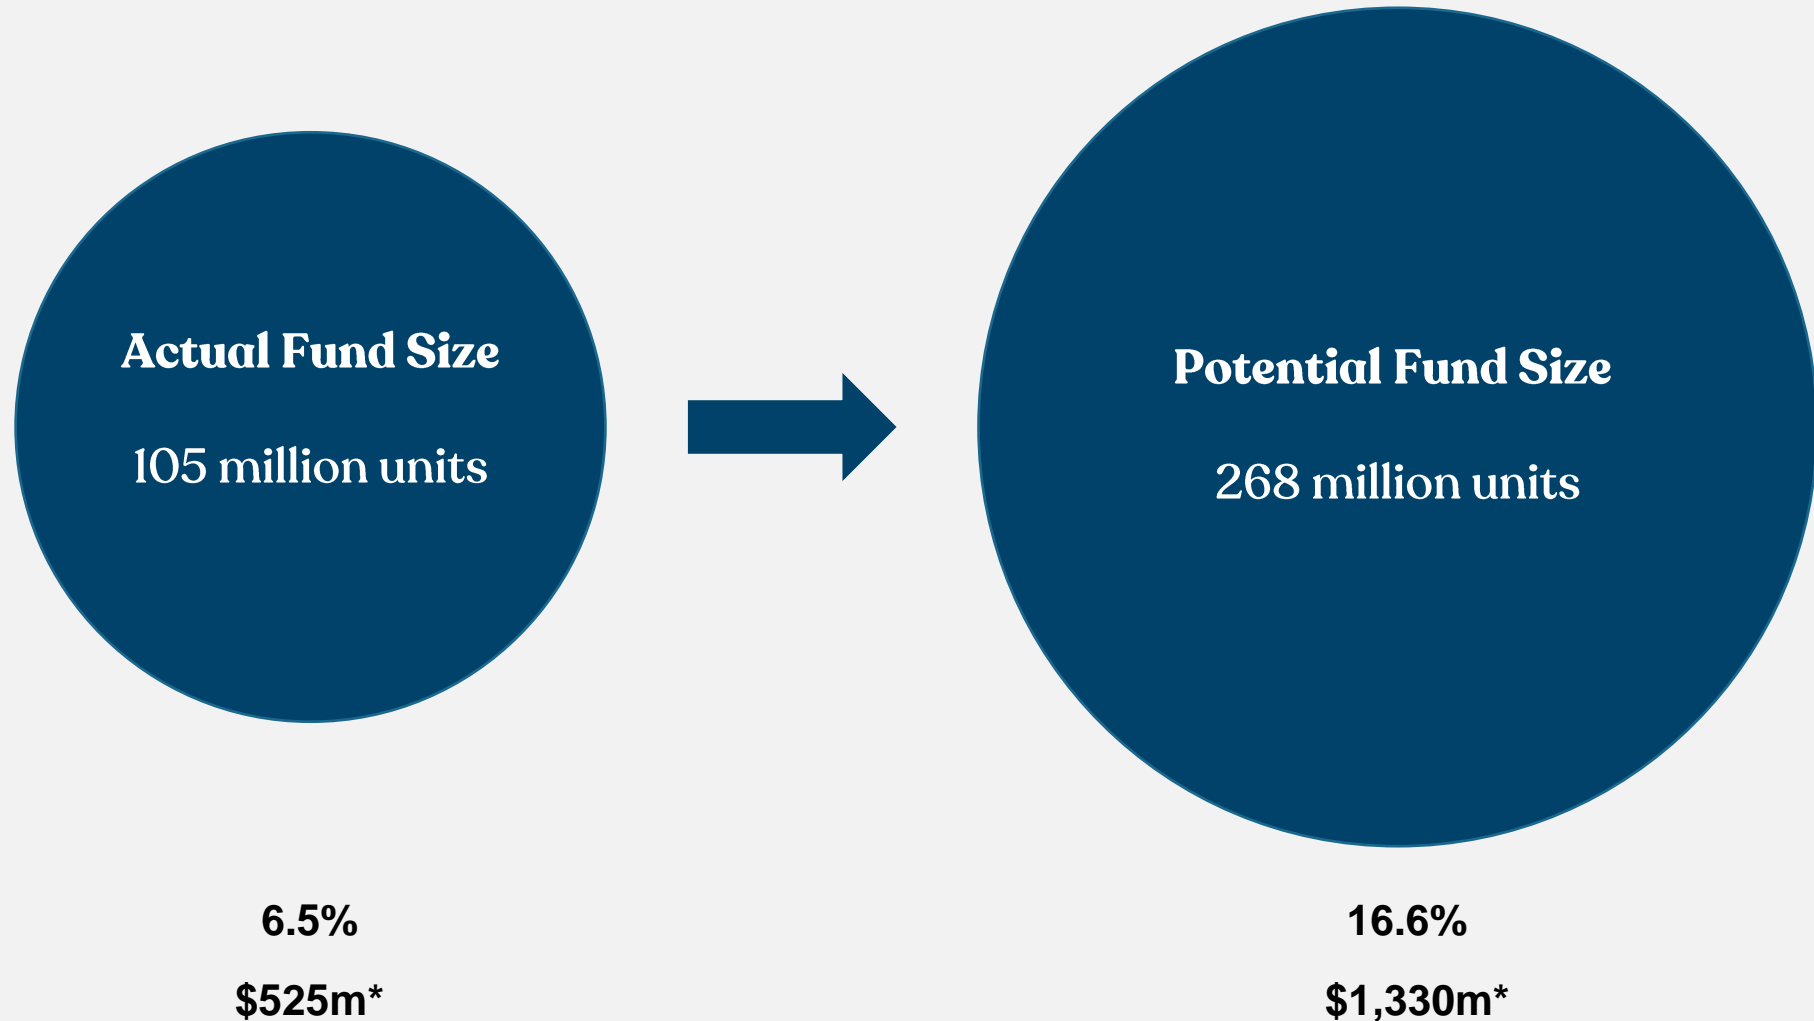 Actual Fund Size
105 million units
Potential Fund Size
268 million units
6.5%
$525m*
16.6%
$1,330m*